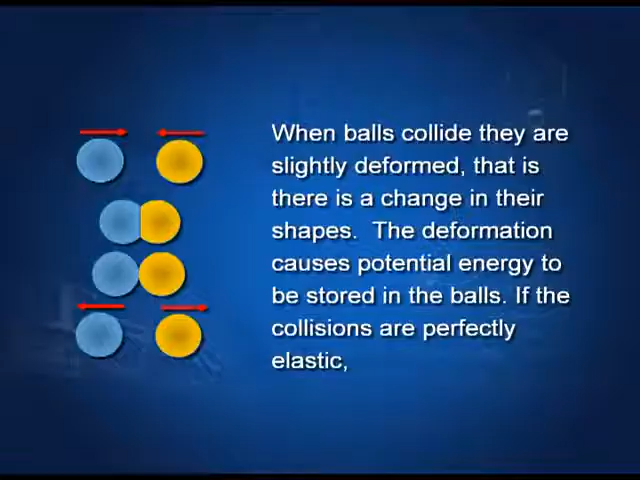 When balls collide they are
slightly deformed, that is
there is a change in their
shapes.  The deformation
causes potential energy to
be stored in the balls. If the
collisions are perfectly
elastic,